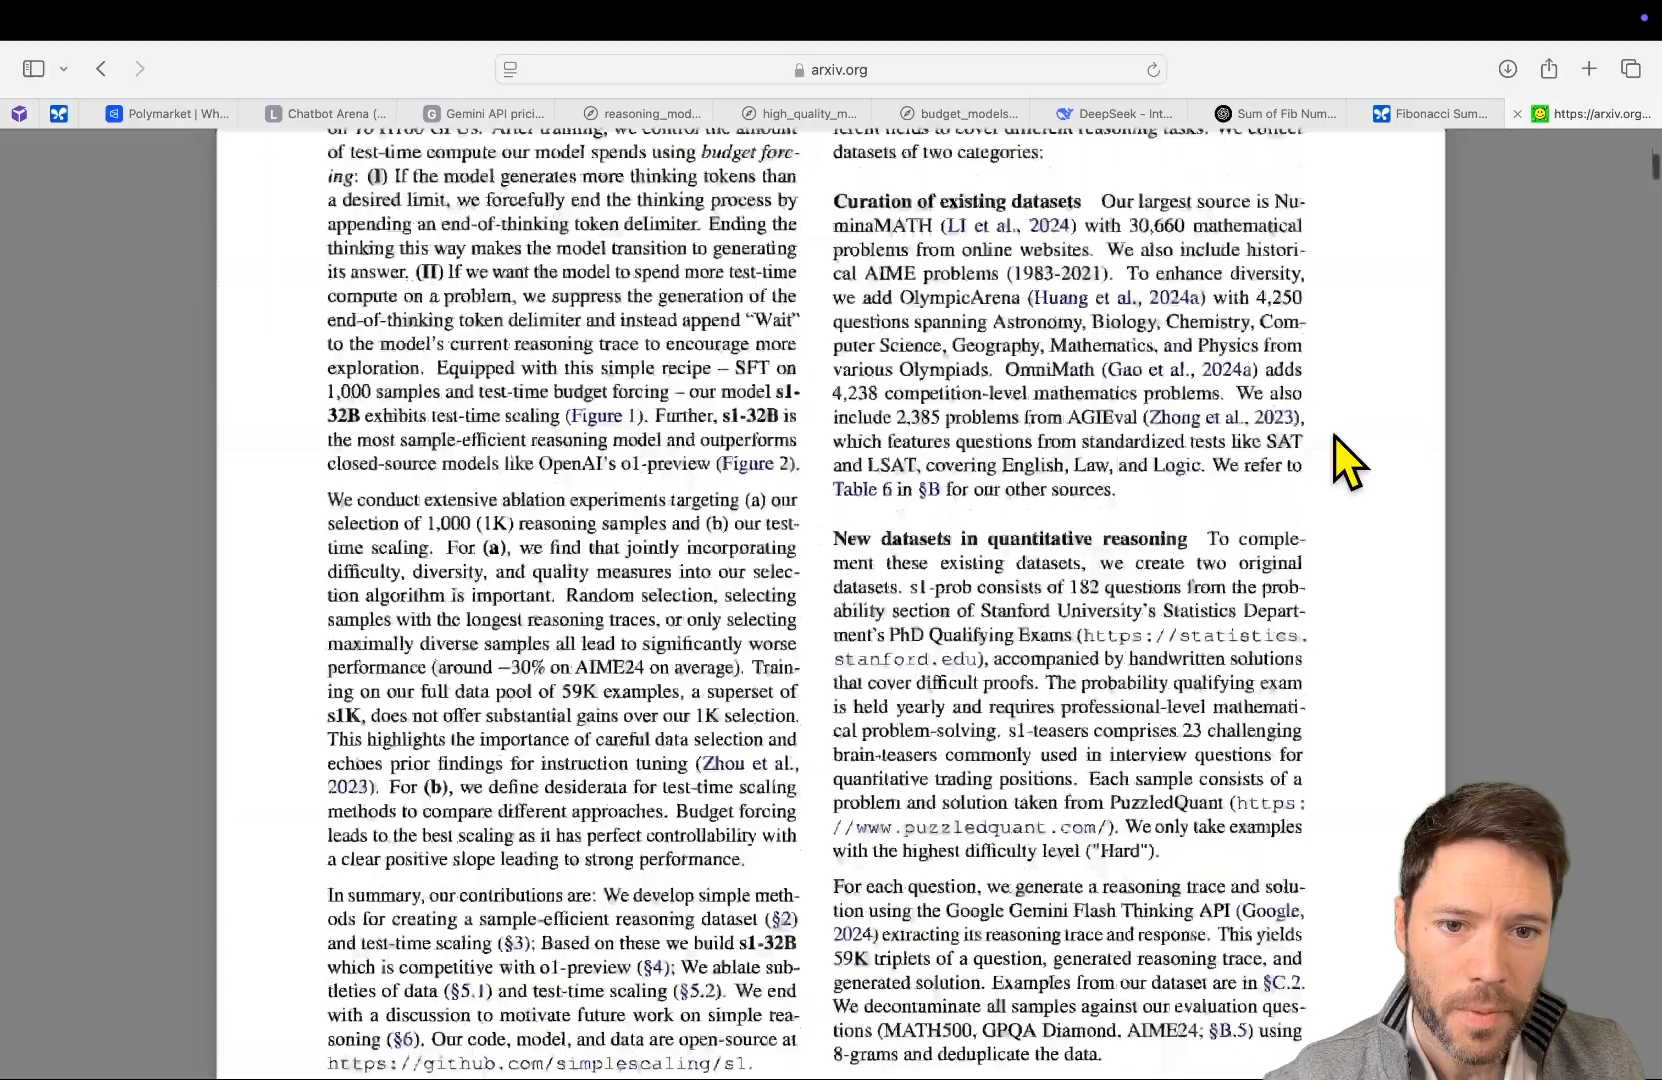 arxiv.org
Polymarket | Wh...
Chatbot Arena (...
Gemini API prici...
reasoning_mod...
high_quality_m...
budget_models...
DeepSeek - Int...
Sum of Fib Num...
Fibonacci Sum...
https://arxiv.org...
of test-time compute our model spends using budget forc-
ing: (I) If the model generates more thinking tokens than
a desired limit, we forcefully end the thinking process by
appending an end-of-thinking token delimiter. Ending the
thinking this way makes the model transition to generating
its answer. (II) If we want the model to spend more test-time
compute on a problem, we suppress the generation of the
end-of-thinking token delimiter and instead append “Wait”
to the model’s current reasoning trace to encourage more
exploration. Equipped with this simple recipe – SFT on
1,000 samples and test-time budget forcing – our model s1-
32B exhibits test-time scaling (Figure 1). Further, s1-32B is
the most sample-efficient reasoning model and outperforms
closed-source models like OpenAI’s o1-preview (Figure 2).
We conduct extensive ablation experiments targeting (a) our
selection of 1,000 (1K) reasoning samples and (b) our test-
time scaling. For (a), we find that jointly incorporating
difficulty, diversity, and quality measures into our selec-
tion algorithm is important. Random selection, selecting
samples with the longest reasoning traces, or only selecting
maximally diverse samples all lead to significantly worse
performance (around −30% on AIME24 on average). Train-
ing on our full data pool of 59K examples, a superset of
s1K, does not offer substantial gains over our 1K selection.
This highlights the importance of careful data selection and
echoes prior findings for instruction tuning (Zhou et al.,
2023). For (b), we define desiderata for test-time scaling
methods to compare different approaches. Budget forcing
leads to the best scaling as it has perfect controllability with
a clear positive slope leading to strong performance.
In summary, our contributions are: We develop simple meth-
ods for creating a sample-efficient reasoning dataset (§2)
and test-time scaling (§3); Based on these we build s1-32B
which is competitive with o1-preview (§4); We ablate sub-
tleties of data (§5.1) and test-time scaling (§5.2). We end
with a discussion to motivate future work on simple rea-
soning (§6). Our code, model, and data are open-source at
https://github.com/simplescaling/s1.
datasets of two categories:
Curation of existing datasets Our largest source is Nu-
minaMATH (LI et al., 2024) with 30,660 mathematical
problems from online websites. We also include histori-
cal AIME problems (1983-2021). To enhance diversity,
we add OlympicArena (Huang et al., 2024a) with 4,250
questions spanning Astronomy, Biology, Chemistry, Com-
puter Science, Geography, Mathematics, and Physics from
various Olympiads. OmniMath (Gao et al., 2024a) adds
4,238 competition-level mathematics problems. We also
include 2,385 problems from AGIEval (Zhong et al., 2023),
which features questions from standardized tests like SAT
and LSAT, covering English, Law, and Logic. We refer to
Table 6 in §B for our other sources.
New datasets in quantitative reasoning To comple-
ment these existing datasets, we create two original
datasets. s1-prob consists of 182 questions from the prob-
ability section of Stanford University’s Statistics Depart-
ment’s PhD Qualifying Exams (https://statistics.
stanford.edu), accompanied by handwritten solutions
that cover difficult proofs. The probability qualifying exam
is held yearly and requires professional-level mathemati-
cal problem-solving. s1-teasers comprises 23 challenging
brain-teasers commonly used in interview questions for
quantitative trading positions. Each sample consists of a
problem and solution taken from PuzzledQuant (https:
//www.puzzledquant.com/). We only take examples
with the highest difficulty level ("Hard").
For each question, we generate a reasoning trace and solu-
tion using the Google Gemini Flash Thinking API (Google,
2024) extracting its reasoning trace and response. This yields
59K triplets of a question, generated reasoning trace, and
generated solution. Examples from our dataset are in §C.2.
We decontaminate all samples against our evaluation ques-
tions (MATH500, GPQA Diamond, AIME24; §B.5) using
8-grams and deduplicate the data.